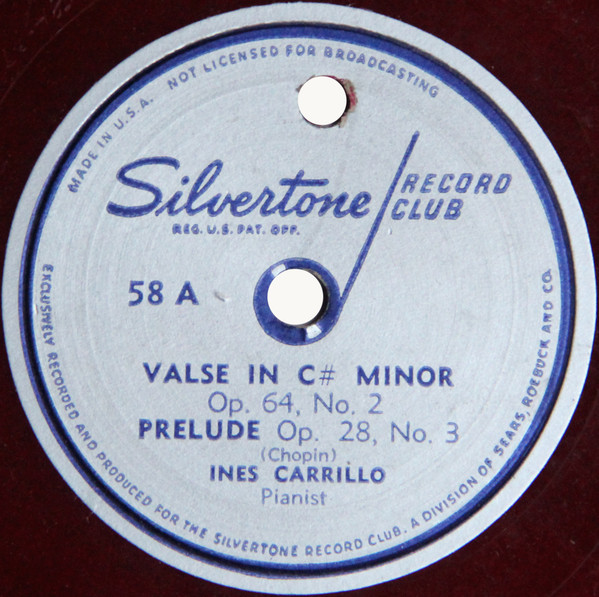 MADE IN U.S.A. NOT LICENSED FOR BROADCASTING
Silvertone
RECORD
CLUB
REG. U.S. PAT. OFF.
58 A
VALSE IN C# MINOR
Op. 64, No. 2
PRELUDE Op. 28, No. 3
(Chopin)
INES CARRILLO
Pianist
EXCLUSIVELY RECORDED AND PRODUCED FOR THE SILVERTONE RECORD CLUB. A DIVISION OF SEARS, ROEBUCK AND CO.